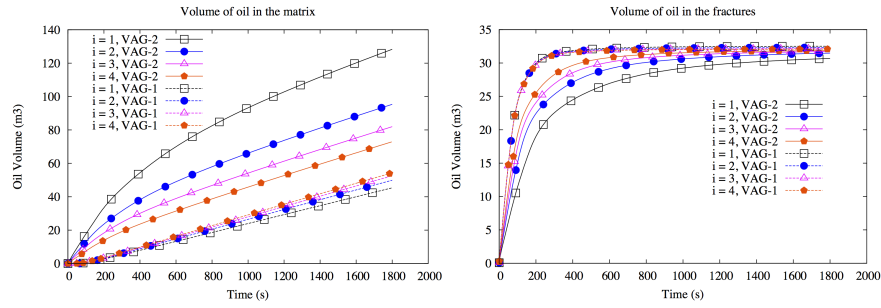 Volume of oil in the matrix
Oil Volume (m3)
140
120
100
80
60
40
20
0
i = 1, VAG-2
i = 2, VAG-2
i = 3, VAG-2
i = 4, VAG-2
i = 1, VAG-1
i = 2, VAG-1
i = 3, VAG-1
i = 4, VAG-1
0 200 400 600 800 1000 1200 1400 1600 1800 2000
Time (s)
Volume of oil in the fractures
Oil Volume (m3)
35
30
25
20
15
10
5
0
i = 1, VAG-2
i = 2, VAG-2
i = 3, VAG-2
i = 4, VAG-2
i = 1, VAG-1
i = 2, VAG-1
i = 3, VAG-1
i = 4, VAG-1
0 200 400 600 800 1000 1200 1400 1600 1800 2000
Time (s)